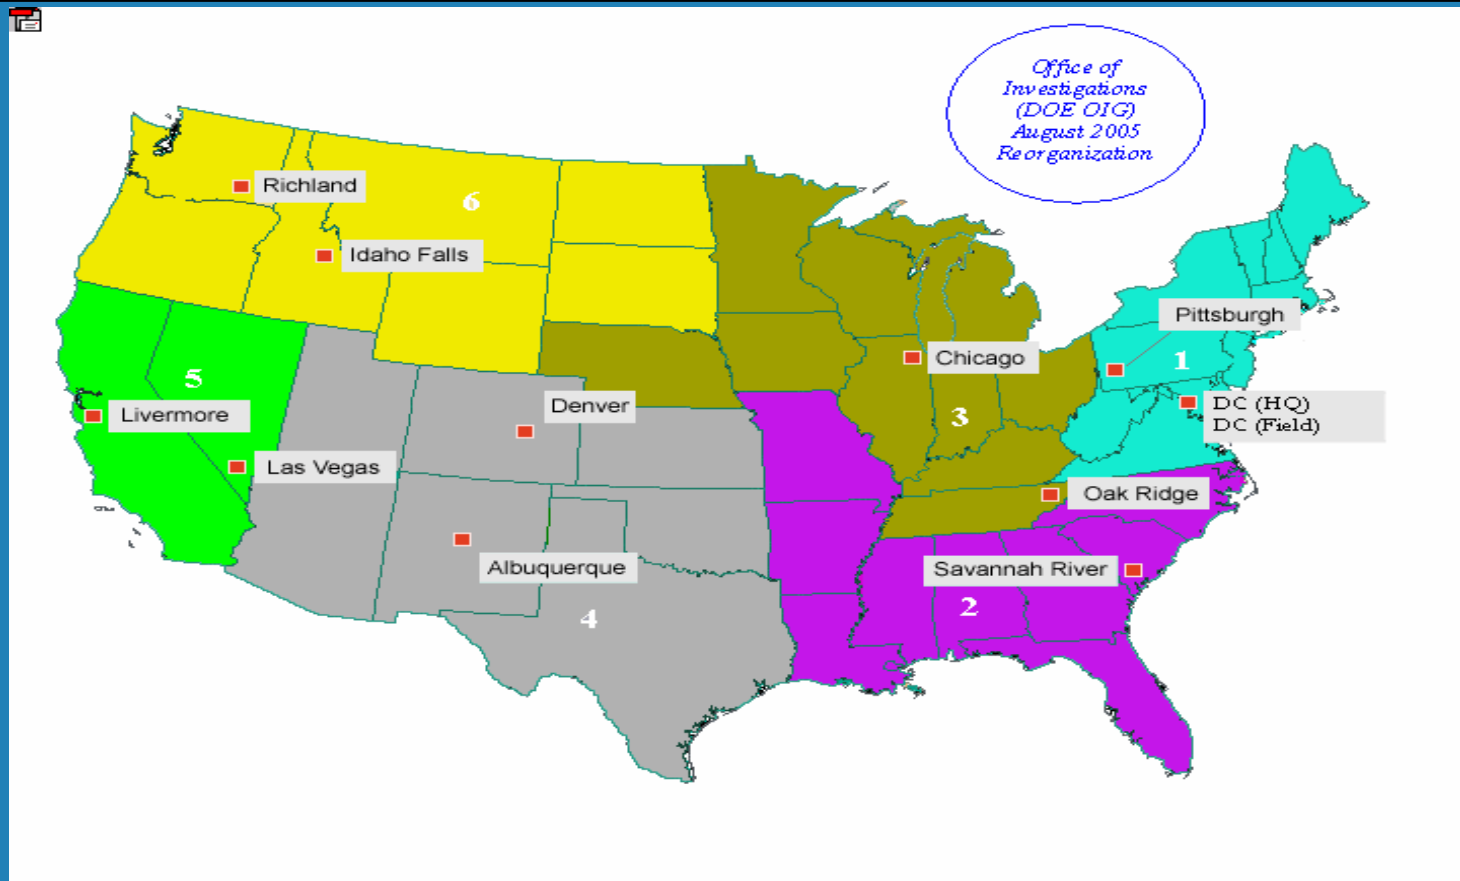 Office of
Investigations
(DOE OIG)
August 2005
Reorganization
Richland
6
Idaho Falls
Pittsburgh
1
Chicago
5
Denver
Livermore
DC (HQ)
DC (Field)
3
Las Vegas
Oak Ridge
Albuquerque
Savannah River
2
4